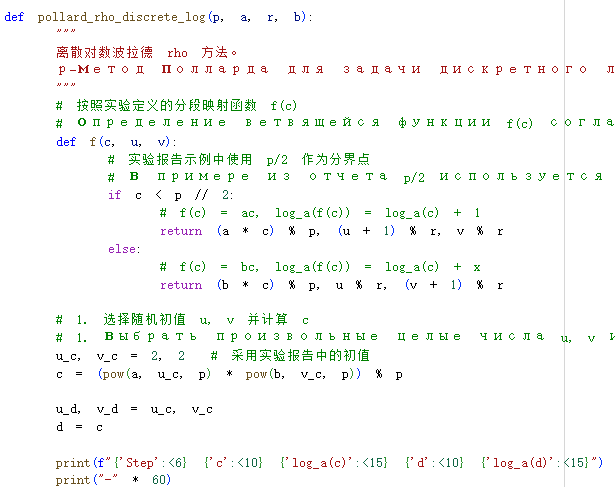 def pollard_rho_discrete_log(p, a, r, b):
"""
离散对数波拉德 rho 方法。
p-Метод Полларда для задачи дискретного л
"""
# 按照实验定义的分段映射函数 f(c)
# Определение ветвящейся функции f(c) согла
def f(c, u, v):
# 实验报告示例中使用 p/2 作为分界点
# В примере из отчета p/2 используется
if c < p // 2:
# f(c) = ac, log_a(f(c)) = log_a(c) + 1
return (a * c) % p, (u + 1) % r, v % r
else:
# f(c) = bc, log_a(f(c)) = log_a(c) + x
return (b * c) % p, u % r, (v + 1) % r
# 1. 选择随机初值 u, v 并计算 c
# 1. Выбрать произвольные целые числа u, v и
u_c, v_c = 2, 2 # 采用实验报告中的初值
c = (pow(a, u_c, p) * pow(b, v_c, p)) % p
u_d, v_d = u_c, v_c
d = c
print(f"{'Step':<6} {'c':<10} {'log_a(c)':<15} {'d':<10} {'log_a(d)':<15}")
print("-" * 60)